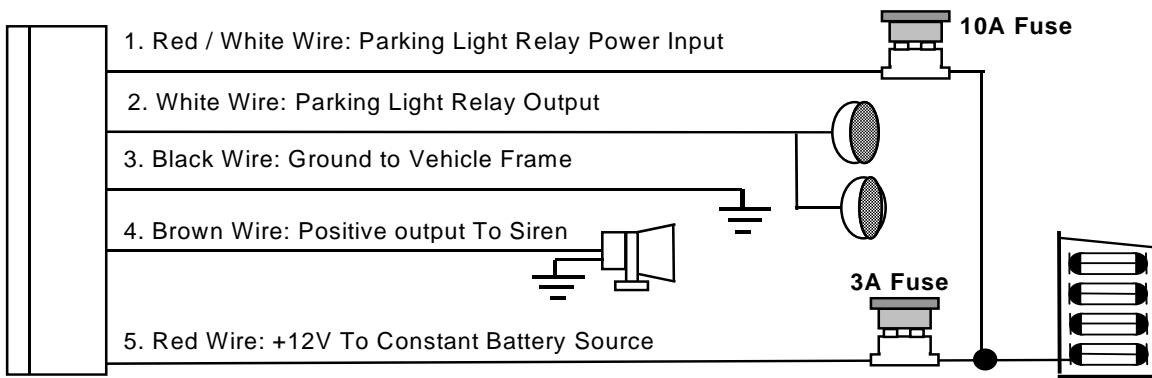 1. Red / White Wire: Parking Light Relay Power Input
10A Fuse
2. White Wire: Parking Light Relay Output
3. Black Wire: Ground to Vehicle Frame
4. Brown Wire: Positive output To Siren
3A Fuse
5. Red Wire: +12V To Constant Battery Source